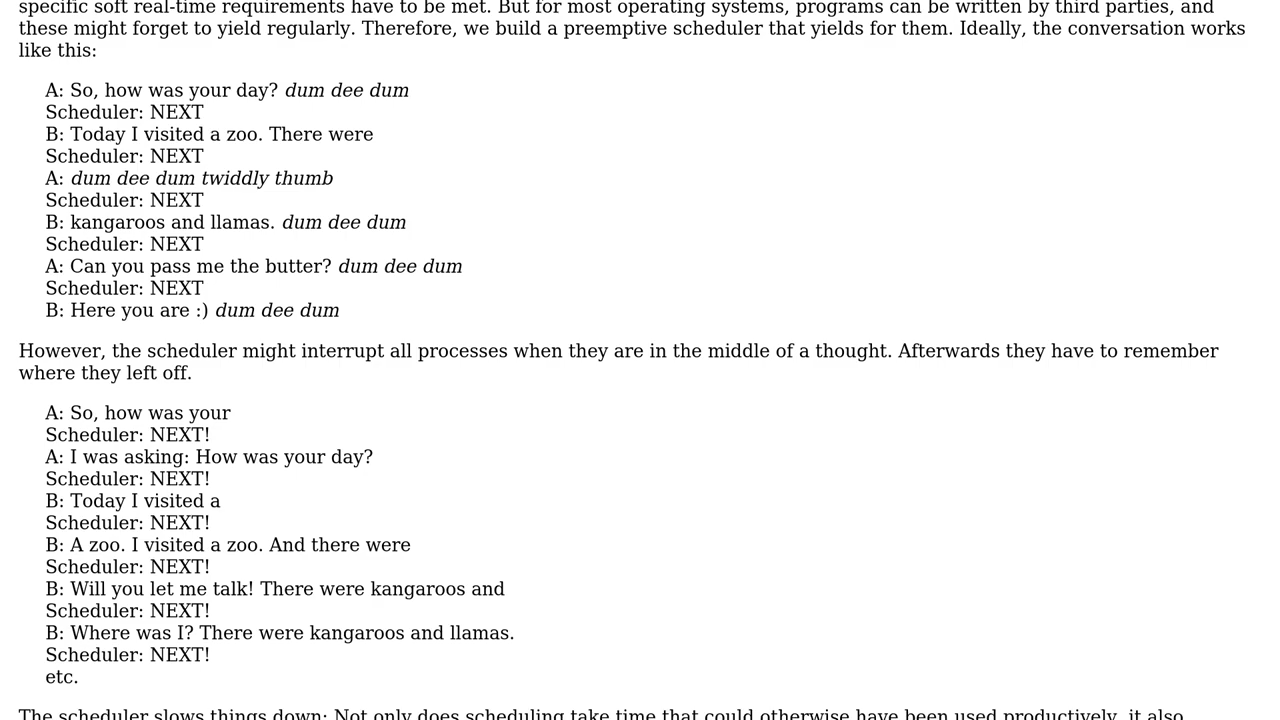 specific soft real-time requirements have to be met. But for most operating systems, programs can be written by third parties, and
these might forget to yield regularly. Therefore, we build a preemptive scheduler that yields for them. Ideally, the conversation works
like this:
A: So, how was your day? dum dee dum
Scheduler: NEXT
B: Today I visited a zoo. There were
Scheduler: NEXT
A: dum dee dum twiddly thumb
Scheduler: NEXT
B: kangaroos and llamas. dum dee dum
Scheduler: NEXT
A: Can you pass me the butter? dum dee dum
Scheduler: NEXT
B: Here you are :) dum dee dum
However, the scheduler might interrupt all processes when they are in the middle of a thought. Afterwards they have to remember
where they left off.
A: So, how was your
Scheduler: NEXT!
A: I was asking: How was your day?
Scheduler: NEXT!
B: Today I visited a
Scheduler: NEXT!
B: A zoo. I visited a zoo. And there were
Scheduler: NEXT!
B: Will you let me talk! There were kangaroos and
Scheduler: NEXT!
B: Where was I? There were kangaroos and llamas.
Scheduler: NEXT!
etc.
The scheduler slows things down: Not only does scheduling take time that could otherwise have been used productively, it also